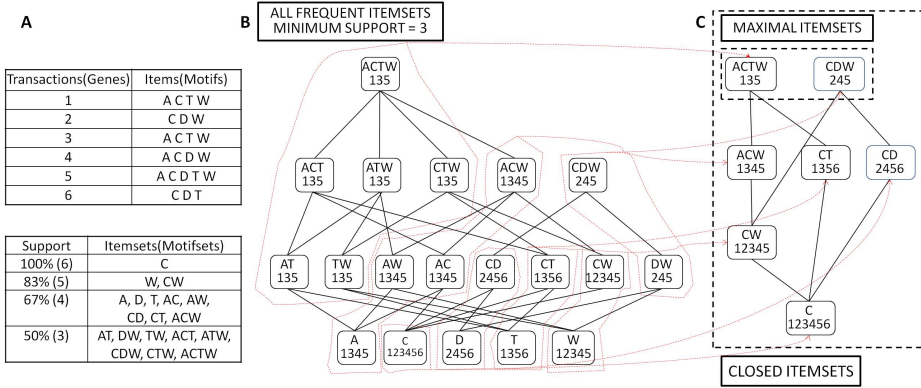 A
B
ALL FREQUENT ITEMSETS
MINIMUM SUPPORT = 3
C
MAXIMAL ITEMSETS
Transactions(Genes) Items(Motifs)
1 A C T W
2 C D W
3 A C T W
4 A C D W
5 A C D T W
6 C D T
Support Itemsets(Motifsets)
100% (6) C
83% (5) W, CW
67% (4) A, D, T, AC, AW,
CD, CT, ACW
50% (3) AT, DW, TW, ACT, ATW,
CDW, CTW, ACTW
ACTW
135
ACT
135
ATW
135
CTW
135
ACW
1345
CDW
245
AT
135
TW
135
AW
1345
AC
1345
CD
2456
CT
1356
CW
12345
DW
245
A
1345
C
123456
D
2456
T
1356
W
12345
ACTW
135
CDW
245
ACW
1345
CT
1356
CD
2456
CW
12345
C
123456
CLOSED ITEMSETS